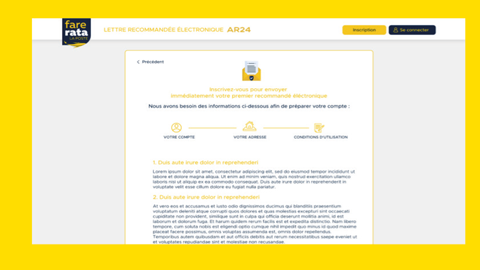 fare
rata
LA POSTE
LETTRE RECOMMANDÉE ÉLECTRONIQUE AR24
Inscription
Se connecter
Précédent
Inscrivez-vous pour envoyer
immédiatement votre premier recommandé électronique
Nous avons besoin des informations ci-dessous afin de préparer votre compte :
VOTRE COMPTE
VOTRE ADRESSE
CONDITIONS D'UTILISATION
1. Duis aute irure dolor in reprehenderi
Lorem ipsum dolor sit amet, consectetur adipiscing elit, sed do eiusmod tempor incididunt ut
labore et dolore magna aliqua. Ut enim ad minim veniam, quis nostrud exercitation ullamco
laboris nisi ut aliquip ex ea commodo consequat. Duis aute irure dolor in reprehenderit in
voluptate velit esse cillum dolore eu fugiat nulla pariatur.
2. Duis aute irure dolor in reprehenderi
At vero eos et accusamus et iusto odio dignissimos ducimus qui blanditiis praesentium
voluptatum deleniti atque corrupti quos dolores et quas molestias excepturi sint occaecati
cupiditate non provident, similique sunt in culpa qui officia deserunt mollitia animi, id est
laborum et dolorum fuga. Et harum quidem rerum facilis est et expedita distinctio. Nam libero
tempore, cum soluta nobis est eligendi optio cumque nihil impedit quo minus id quod maxime
placeat facere possimus, omnis voluptas assumenda est, omnis dolor repellendus.
Temporibus autem quibusdam et aut officiis debitis aut rerum necessitatibus saepe eveniet ut
et voluptates repudiandae sint et molestiae non recusandae